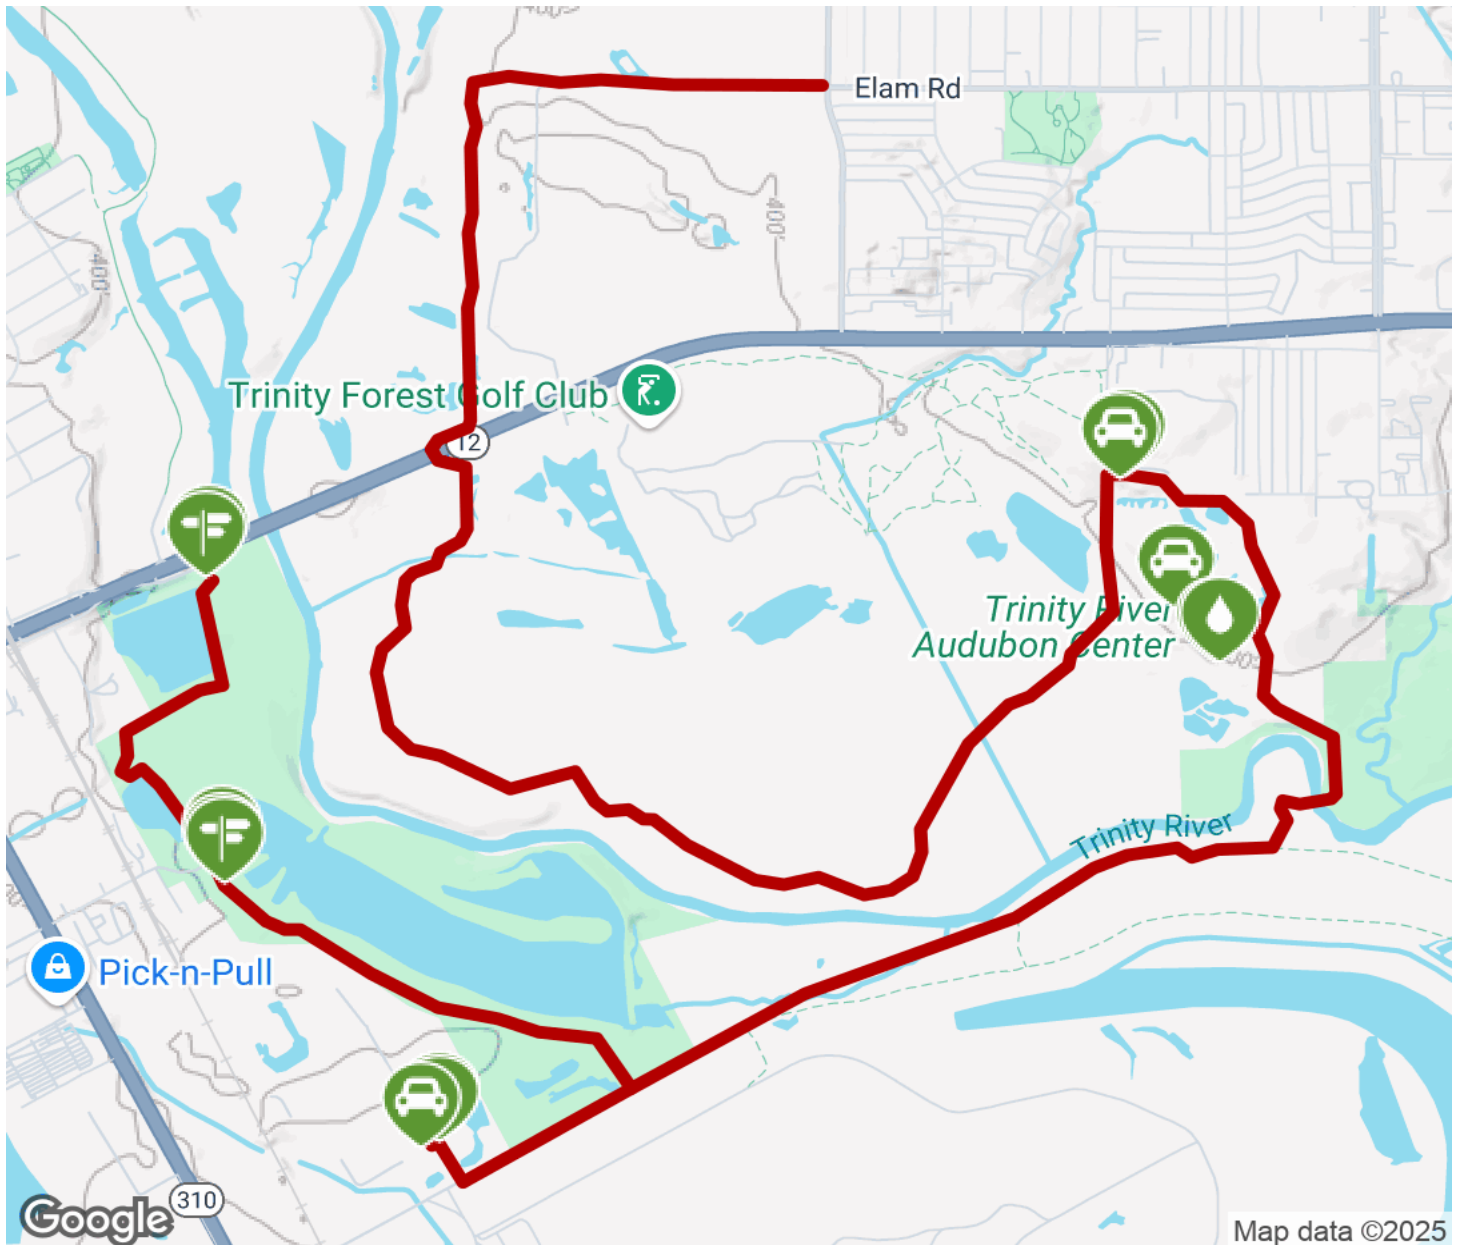 400'
Elam Rd
400'
400'
Trinity Forest Golf Club
12
Trinity River
Audubon Center
Trinity River
Pick-n-Pull
310
Google
Map data ©2025